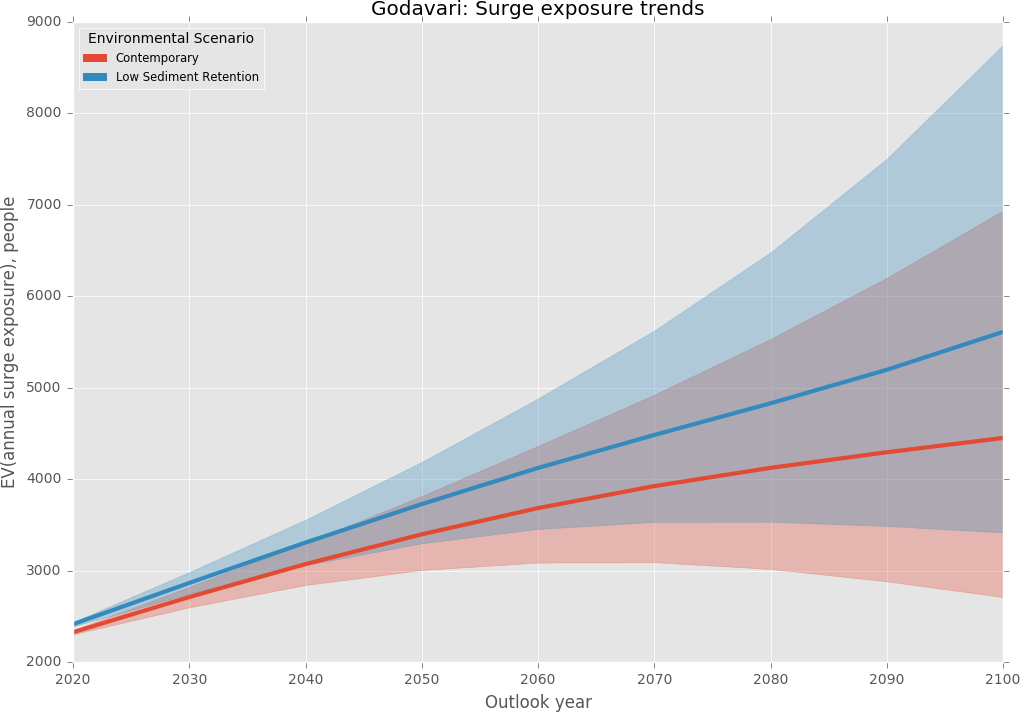 Godavari: Surge exposure trends
Environmental Scenario
Contemporary
Low Sediment Retention
EV(annual surge exposure), people
9000
8000
7000
6000
5000
4000
3000
2000
2020 2030 2040 2050 2060 2070 2080 2090 2100
Outlook year